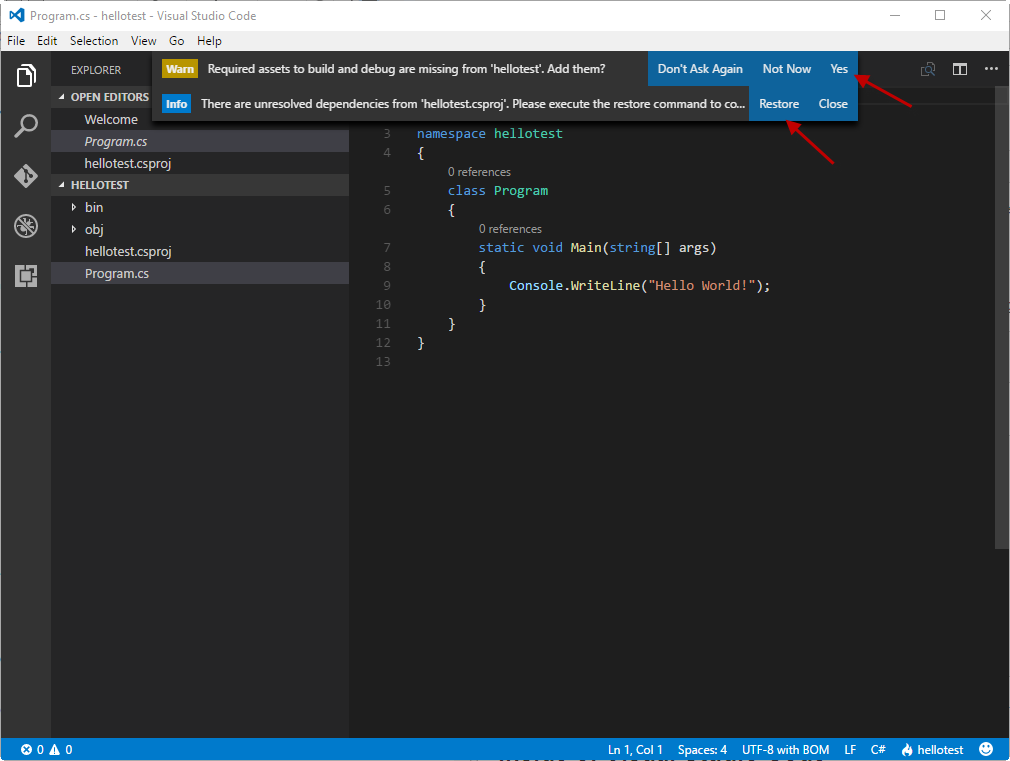 Program.cs - hellotest - Visual Studio Code
File Edit Selection View Go Help
EXPLORER
Warn Required assets to build and debug are missing from 'hellotest'. Add them? Don't Ask Again Not Now Yes
Info There are unresolved dependencies from 'hellotest.csproj'. Please execute the restore command to co... Restore Close
OPEN EDITORS
Welcome
Program.cs
hellotest.csproj
HELLOTEST
bin
obj
hellotest.csproj
Program.cs
3 namespace hellotest
4 {
0 references
5 class Program
6 {
0 references
7 static void Main(string[] args)
8 {
9 Console.WriteLine("Hello World!");
10 }
11 }
12 }
13
0 0 Ln 1, Col 1 Spaces: 4 UTF-8 with BOM LF C# hellotest